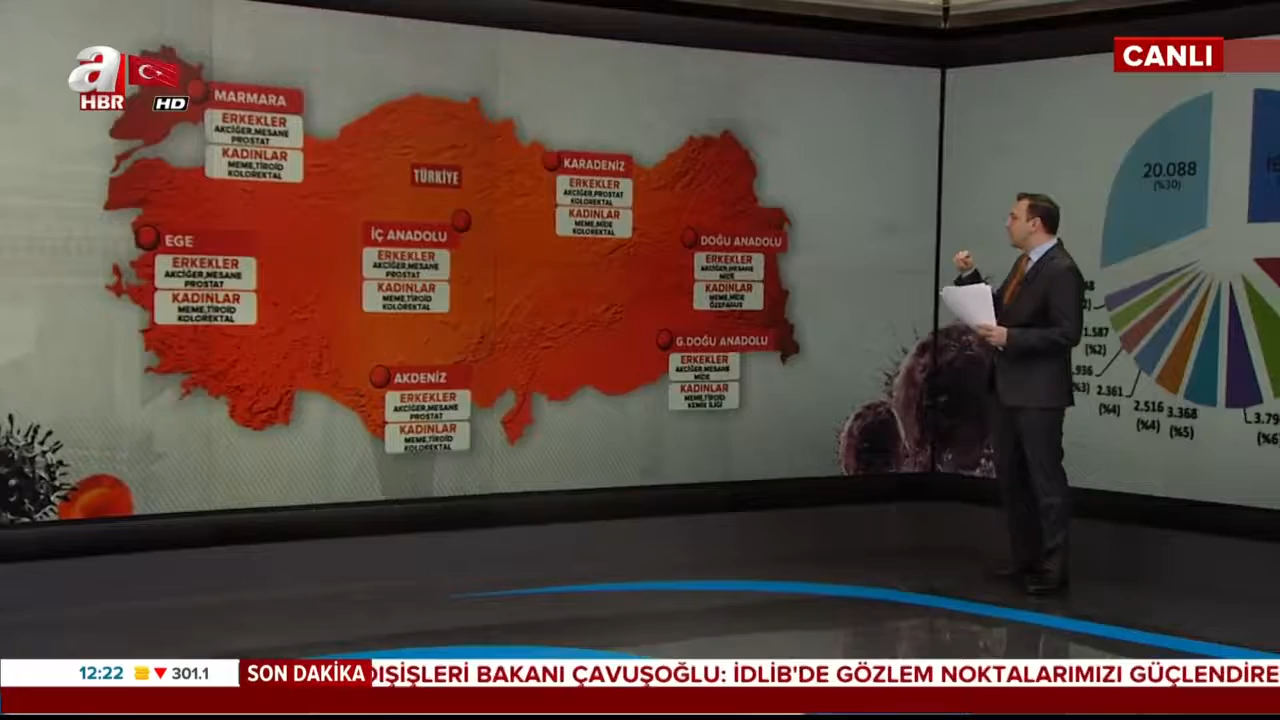 a
HBR
HD
CANLI
MARMARA
ERKEKLER
AKCİĞER,MESANE
PROSTAT
KADINLAR
MEME,TİROİD
KOLOREKTAL
TÜRKİYE
KARADENİZ
ERKEKLER
AKCİĞER,PROSTAT
KOLOREKTAL
KADINLAR
MEME,MİDE
KOLOREKTAL
EGE
ERKEKLER
AKCİĞER,MESANE
PROSTAT
KADINLAR
MEME,TİROİD
KOLOREKTAL
İÇ ANADOLU
ERKEKLER
AKCİĞER,MESANE
PROSTAT
KADINLAR
MEME,TİROİD
KOLOREKTAL
DOĞU ANADOLU
ERKEKLER
AKCİĞER,MESANE
MİDE
KADINLAR
MEME,MİDE
ÖZEFAGUS
G.DOĞU ANADOLU
ERKEKLER
AKCİĞER,MESANE
MİDE
KADINLAR
MEME,TİROİD
KEMİK İLİĞİ
AKDENİZ
ERKEKLER
AKCİĞER,MESANE
PROSTAT
KADINLAR
MEME,TİROİD
KOLOREKTAL
20.088
(%30)
1.587
(%2)
.936
%3)
2.361
(%4)
2.516
(%4)
3.368
(%5)
3.79
(%6
12:22 301.1 SON DAKİKA DIŞİŞLERİ BAKANI ÇAVUŞOĞLU: İDLİB'DE GÖZLEM NOKTALARIMIZI GÜÇLENDİRE